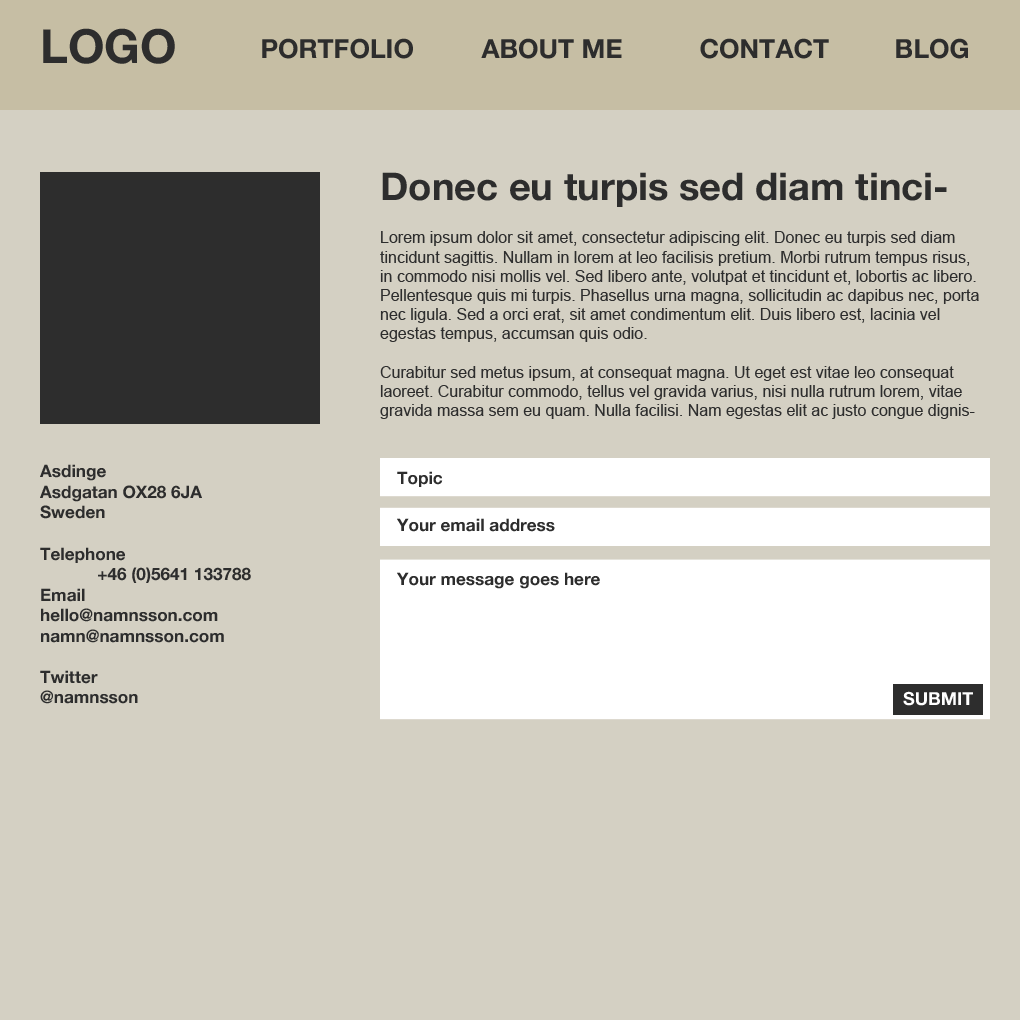 LOGO
PORTFOLIO
ABOUT ME
CONTACT
BLOG
Donec eu turpis sed diam tinci-
Lorem ipsum dolor sit amet, consectetur adipiscing elit. Donec eu turpis sed diam
tincidunt sagittis. Nullam in lorem at leo facilisis pretium. Morbi rutrum tempus risus,
in commodo nisi mollis vel. Sed libero ante, volutpat et tincidunt et, lobortis ac libero.
Pellentesque quis mi turpis. Phasellus urna magna, sollicitudin ac dapibus nec, porta
nec ligula. Sed a orci erat, sit amet condimentum elit. Duis libero est, lacinia vel
egestas tempus, accumsan quis odio.
Curabitur sed metus ipsum, at consequat magna. Ut eget est vitae leo consequat
laoreet. Curabitur commodo, tellus vel gravida varius, nisi nulla rutrum lorem, vitae
gravida massa sem eu quam. Nulla facilisi. Nam egestas elit ac justo congue dignis-
Asdinge
Asdgatan OX28 6JA
Sweden
Telephone
+46 (0)5641 133788
Email
hello@namnsson.com
namn@namnsson.com
Twitter
@namnsson
Topic
Your email address
Your message goes here
SUBMIT